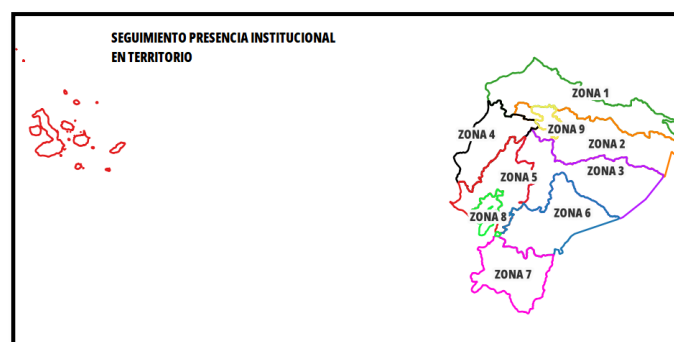 SEGUIMIENTO PRESENCIA INSTITUCIONAL
EN TERRITORIO
ZONA 1
ZONA 4
ZONA 9
ZONA 2
ZONA 3
ZONA 5
ZONA 8
ZONA 6
ZONA 7